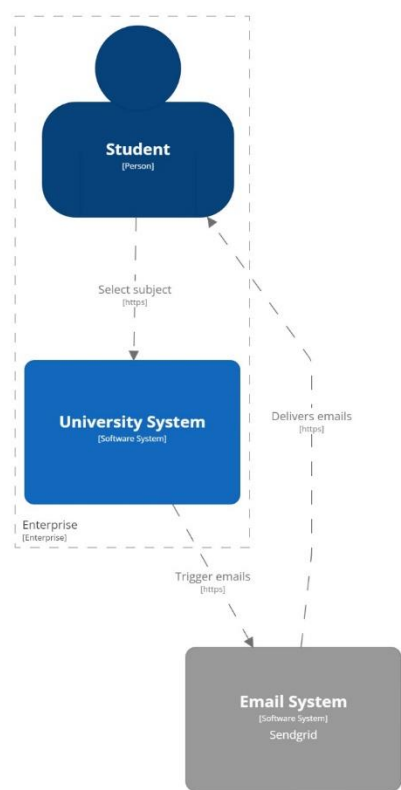 Student
[Person]
Select subject
[https]
University System
[Software System]
Delivers emails
[https]
Enterprise
[Enterprise]
Trigger emails
[https]
Email System
[Software System]
Sendgrid